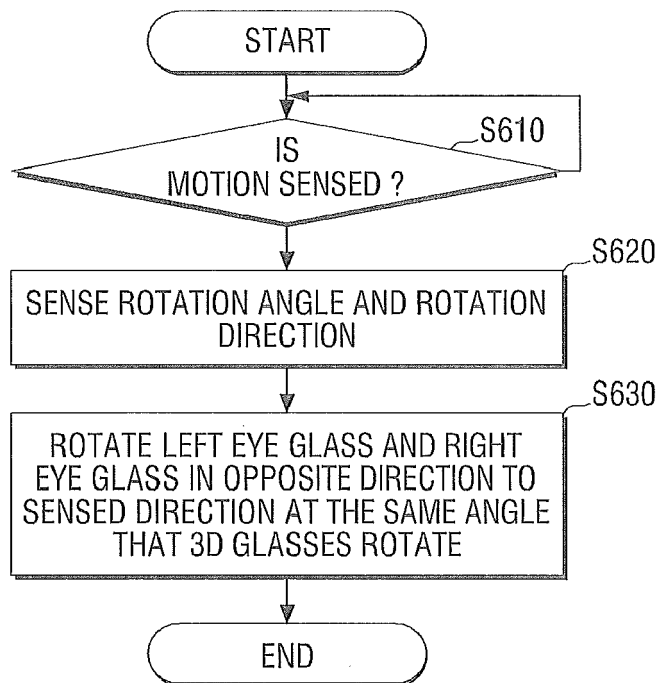 START
S610
IS
MOTION SENSED ?
S620
SENSE ROTATION ANGLE AND ROTATION
DIRECTION
S630
ROTATE LEFT EYE GLASS AND RIGHT
EYE GLASS IN OPPOSITE DIRECTION TO
SENSED DIRECTION AT THE SAME ANGLE
THAT 3D GLASSES ROTATE
END